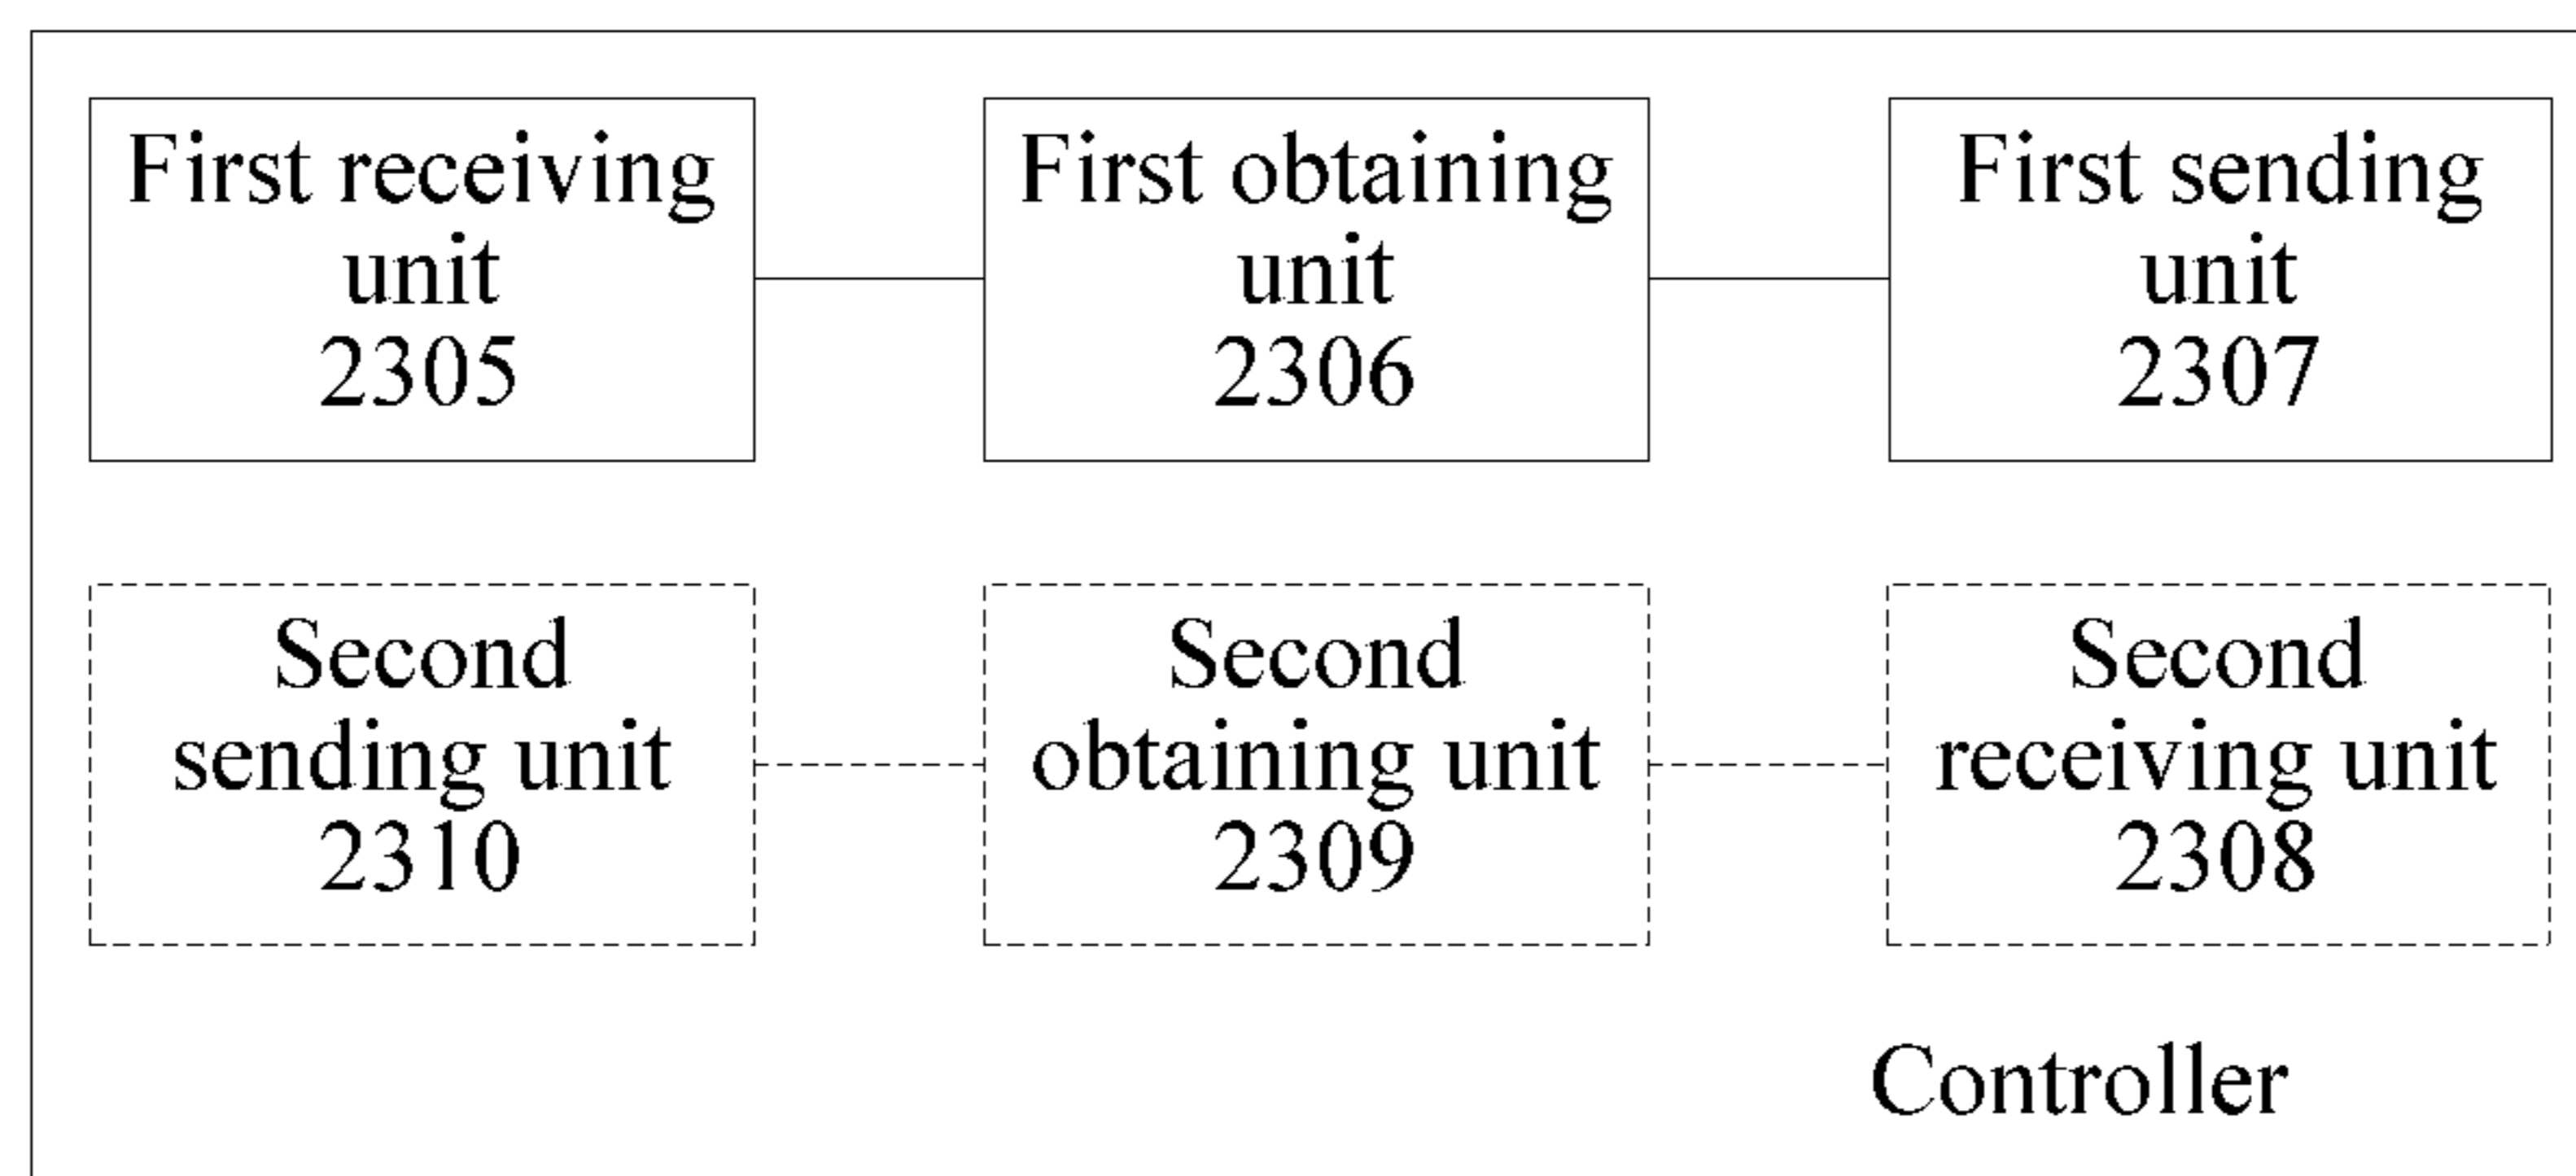 First receiving
unit
2305
First obtaining
unit
2306
First sending
unit
2307
Second
sending unit
2310
Second
obtaining unit
2309
Second
receiving unit
2308
Controller